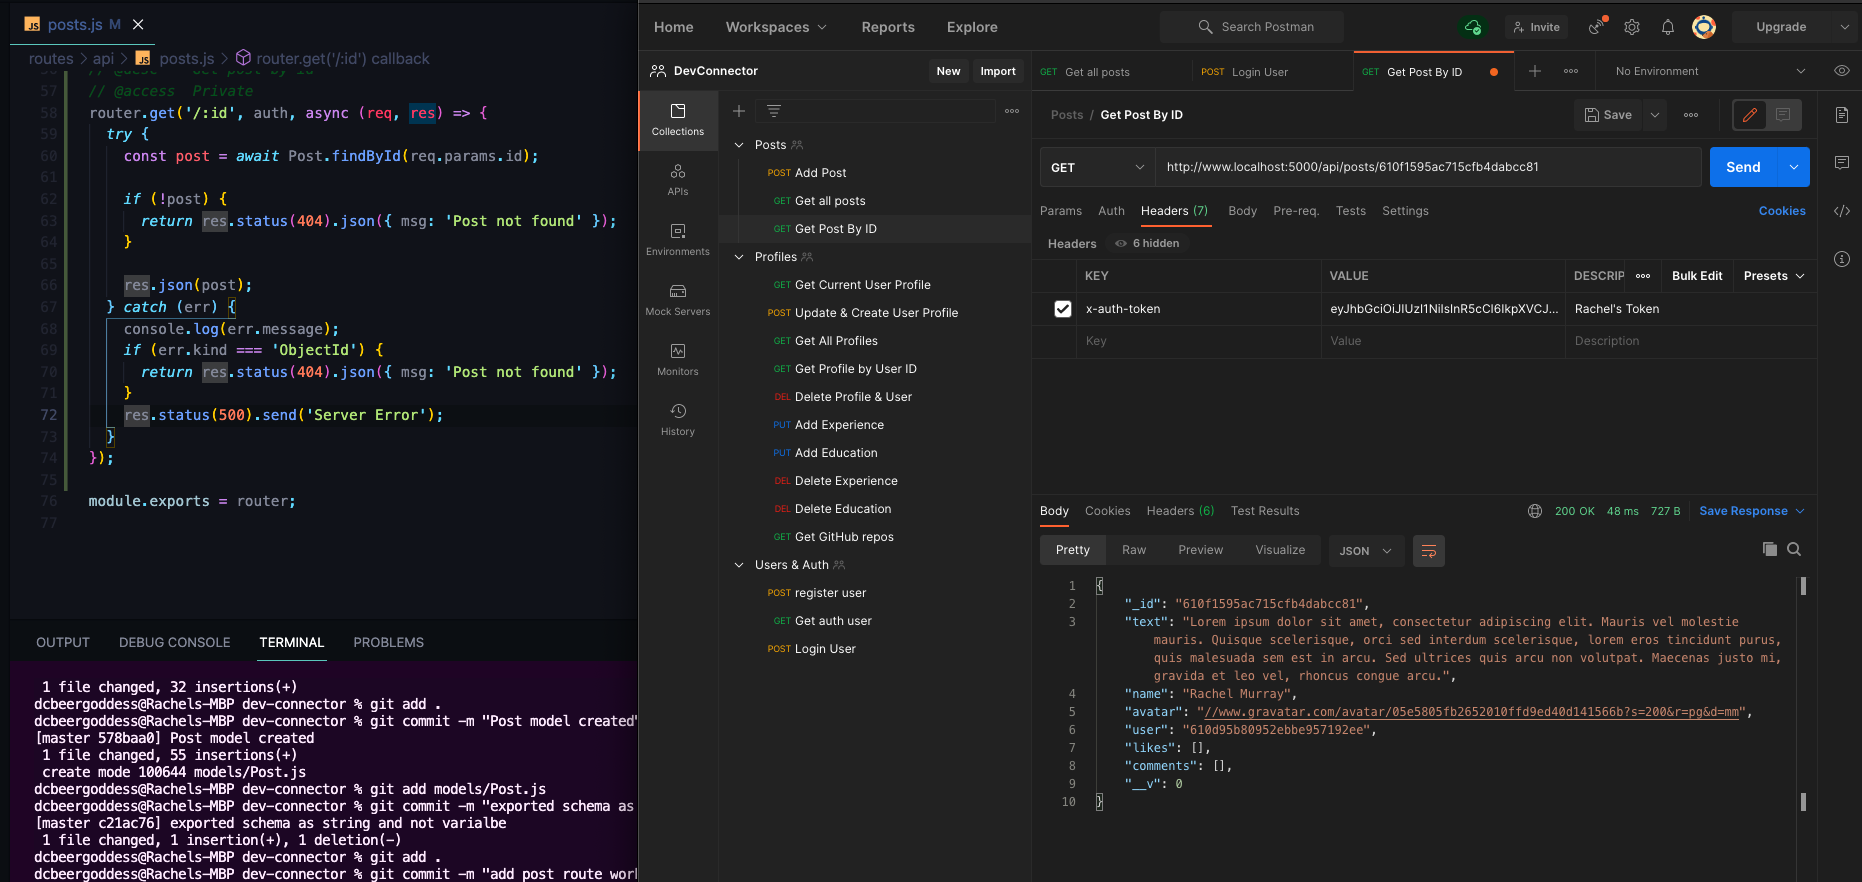 posts.js M
routes > api > posts.js > router.get('/:id') callback
57 // @access  Private
58 router.get('/:id', auth, async (req, res) => {
59 try {
60 const post = await Post.findById(req.params.id);
61
62 if (!post) {
63 return res.status(404).json({ msg: 'Post not found' });
64 }
65
66 res.json(post);
67 } catch (err) {
68 console.log(err.message);
69 if (err.kind === 'ObjectId') {
70 return res.status(404).json({ msg: 'Post not found' });
71 }
72 res.status(500).send('Server Error');
73 }
74 });
75
76 module.exports = router;
77
OUTPUT DEBUG CONSOLE TERMINAL PROBLEMS
1 file changed, 32 insertions(+)
dcbeergoddess@Rachels-MBP dev-connector % git add .
dcbeergoddess@Rachels-MBP dev-connector % git commit -m "Post model created"
[master 578baa0] Post model created
1 file changed, 55 insertions(+)
create mode 100644 models/Post.js
dcbeergoddess@Rachels-MBP dev-connector % git add models/Post.js
dcbeergoddess@Rachels-MBP dev-connector % git commit -m "exported schema as
[master c21ac76] exported schema as string and not varialbe
1 file changed, 1 insertion(+), 1 deletion(-)
dcbeergoddess@Rachels-MBP dev-connector % git add .
dcbeergoddess@Rachels-MBP dev-connector % git commit -m "add post route wor
Home Workspaces Reports Explore Search Postman Invite Upgrade
DevConnector New Import
Collections
APIs
Environments
Mock Servers
Monitors
History
Posts
POST Add Post
GET Get all posts
GET Get Post By ID
Profiles
GET Get Current User Profile
POST Update & Create User Profile
GET Get All Profiles
GET Get Profile by User ID
DEL Delete Profile & User
PUT Add Experience
PUT Add Education
DEL Delete Experience
DEL Delete Education
GET Get GitHub repos
Users & Auth
POST register user
GET Get auth user
POST Login User
GET Get all posts POST Login User GET Get Post By ID No Environment
Posts / Get Post By ID Save
GET http://www.localhost:5000/api/posts/610f1595ac715cfb4dabcc81 Send
Params Auth Headers (7) Body Pre-req. Tests Settings Cookies
Headers 6 hidden
KEY VALUE DESCRIP Bulk Edit Presets
x-auth-token eyJhbGciOiJIUzI1NiIsInR5cCI6IkpXVCJ... Rachel's Token
Key Value Description
Body Cookies Headers (6) Test Results 200 OK 48 ms 727 B Save Response
Pretty Raw Preview Visualize JSON
1 {
2 "_id": "610f1595ac715cfb4dabcc81",
3 "text": "Lorem ipsum dolor sit amet, consectetur adipiscing elit. Mauris vel molestie
mauris. Quisque scelerisque, orci sed interdum scelerisque, lorem eros tincidunt purus,
quis malesuada sem est in arcu. Sed ultrices quis arcu non volutpat. Maecenas justo mi,
gravida et leo vel, rhoncus congue arcu.",
4 "name": "Rachel Murray",
5 "avatar": "//www.gravatar.com/avatar/05e5805fb2652010ffd9ed40d141566b?s=200&r=pg&d=mm",
6 "user": "610d95b80952ebbe957192ee",
7 "likes": [],
8 "comments": [],
9 "__v": 0
10 }